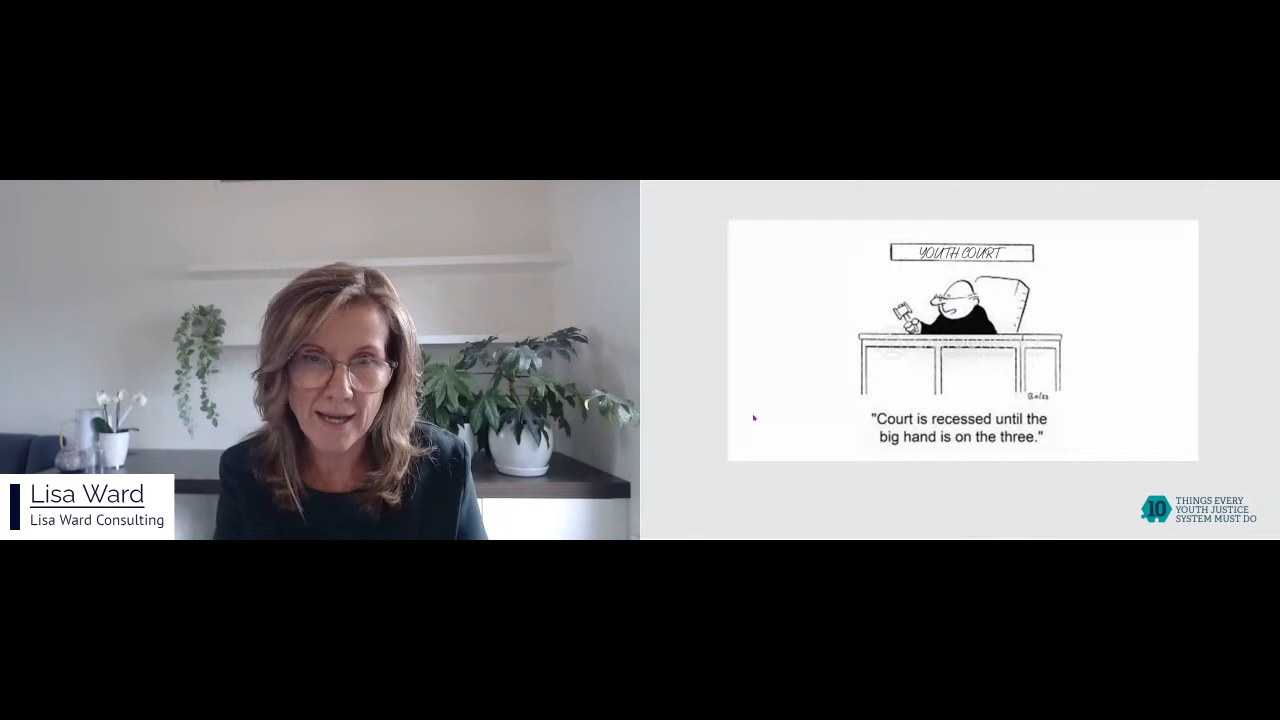 Lisa Ward
Lisa Ward Consulting
YOUTH COURT
"Court is recessed until the
big hand is on the three."
10
THINGS EVERY
YOUTH JUSTICE
SYSTEM MUST DO